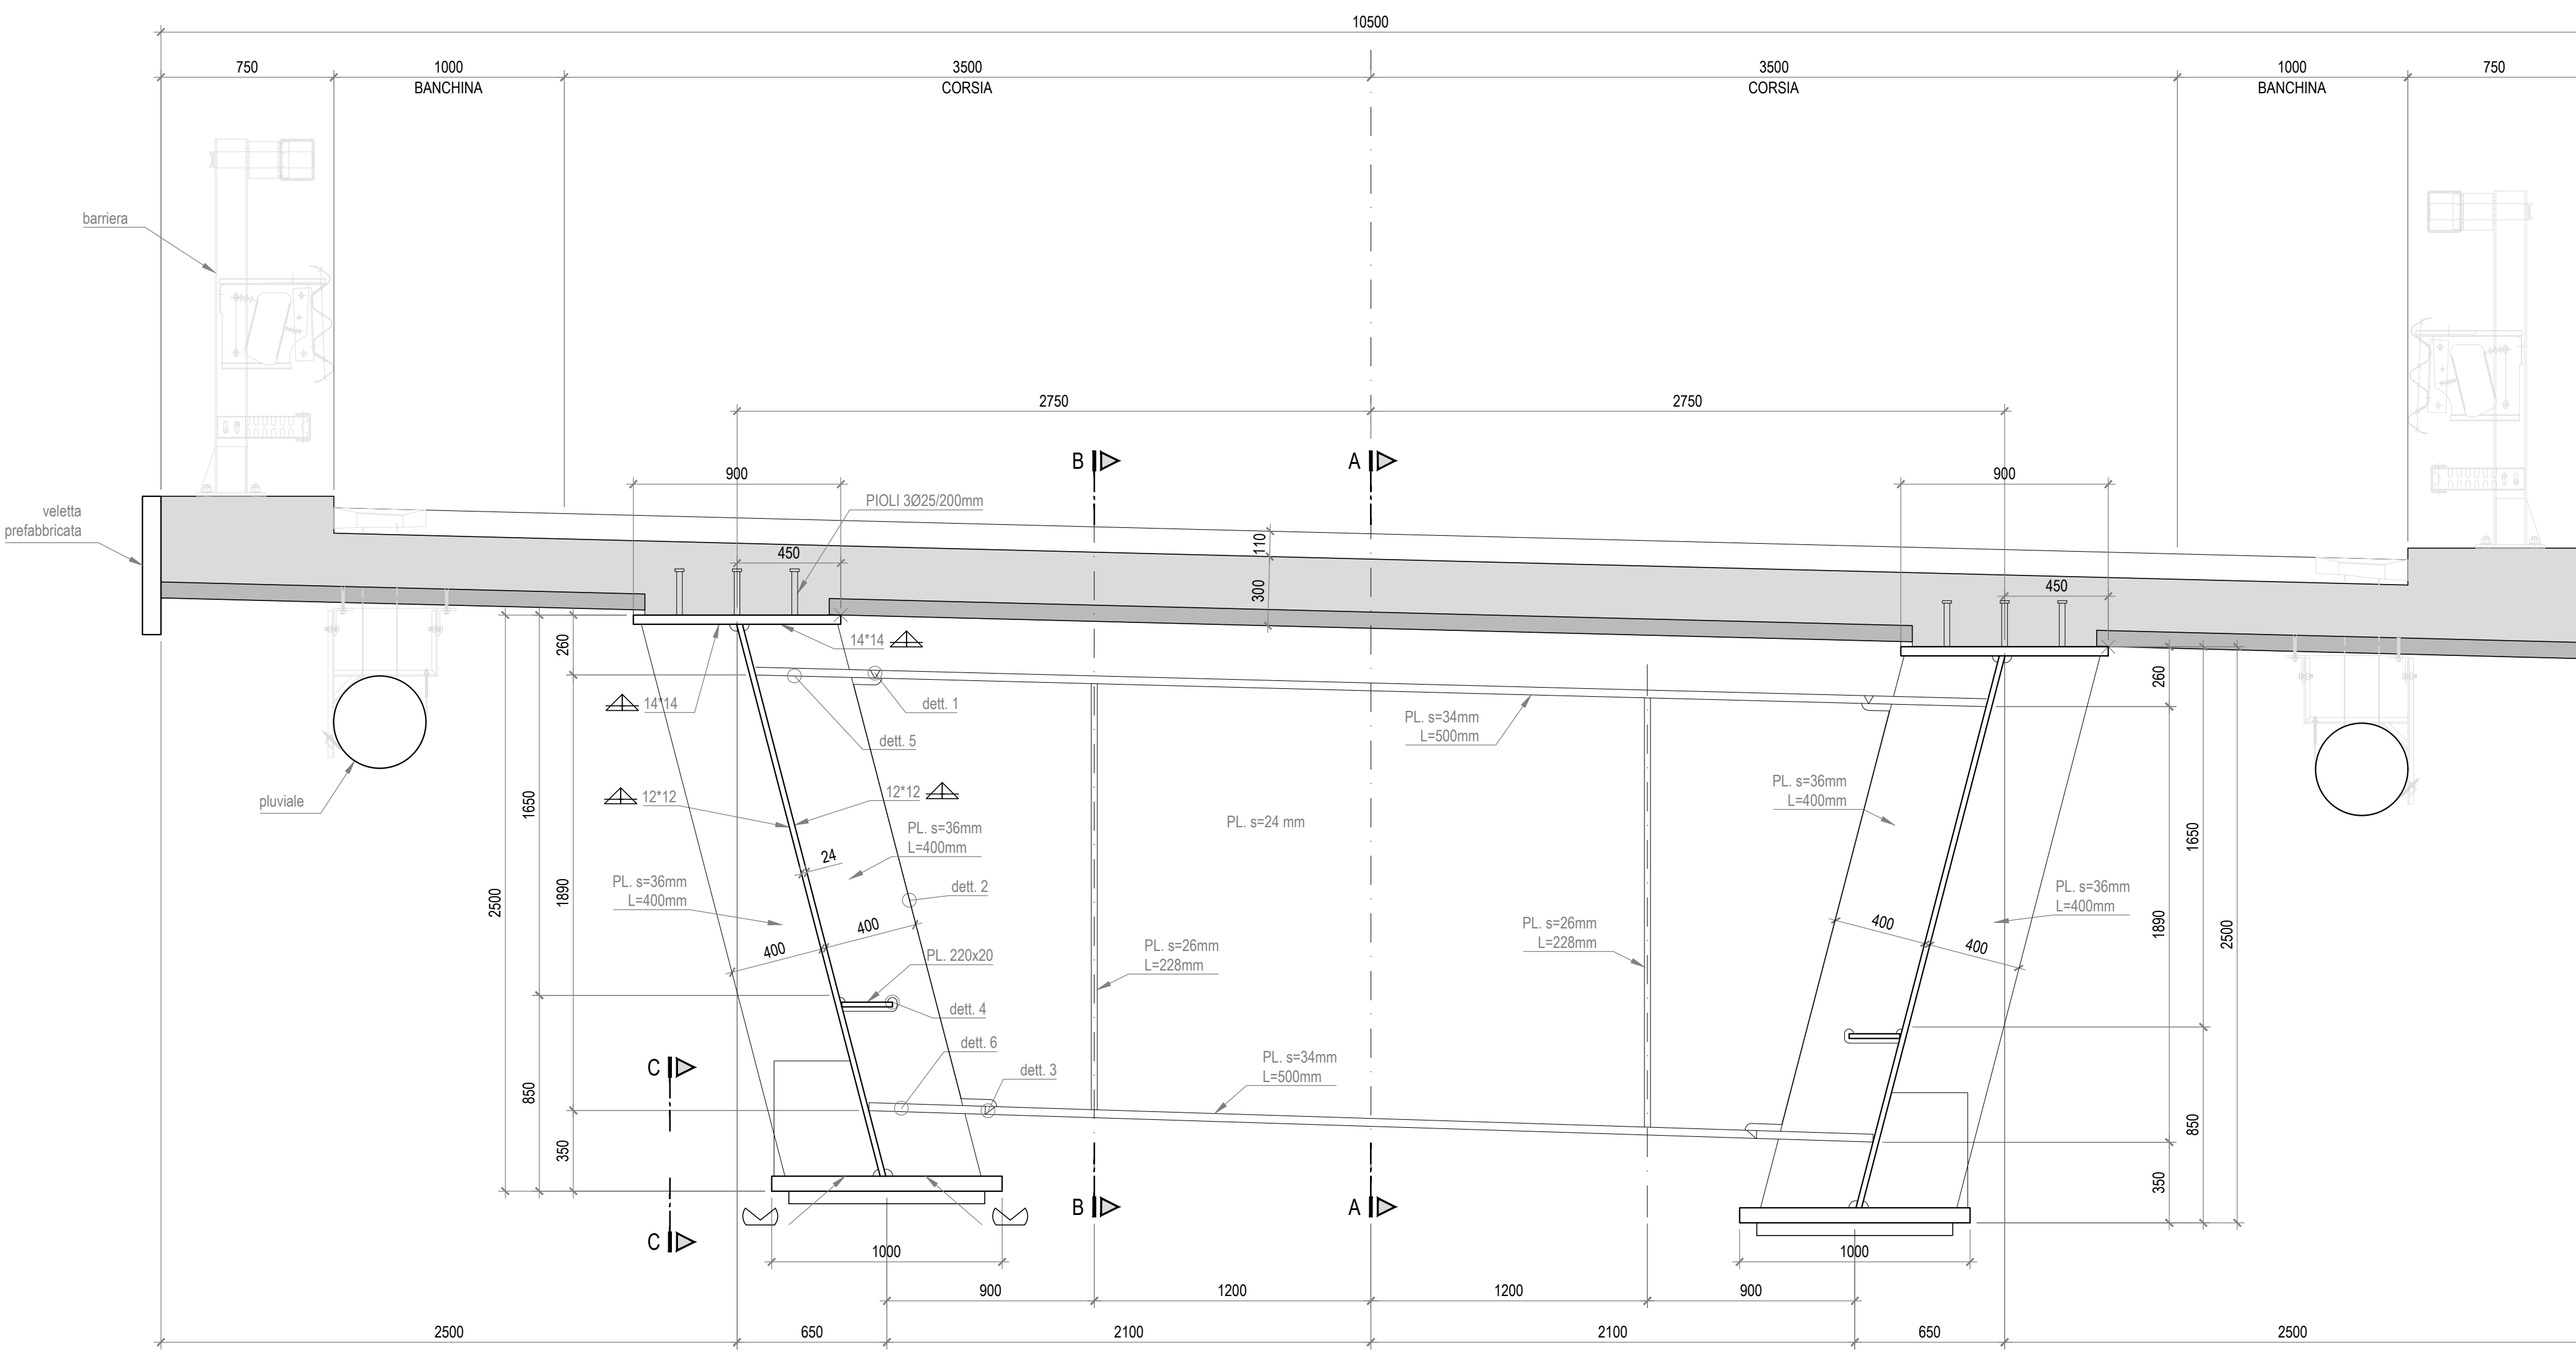 10500
750
1000
3500
3500
1000
750
BANCHINA
CORSIA
CORSIA
BANCHINA
barriera
2750
2750
B
A
900
900
PIOLI 3Ø25/200mm
veletta
prefabbricata
110
450
300
450
260
14*14
260
14*14
dett. 1
PL. s=34mm
L=500mm
dett. 5
pluviale
12*12
12*12
PL. s=36mm
L=400mm
1650
PL. s=24 mm
PL. s=36mm
L=400mm
1650
24
PL. s=36mm
L=400mm
dett. 2
PL. s=36mm
L=400mm
2500
1890
400
400
PL. s=26mm
L=228mm
PL. s=26mm
L=228mm
400
400
1890
2500
PL. 220x20
dett. 4
dett. 6
C
dett. 3
PL. s=34mm
L=500mm
850
350
850
350
B
A
C
1000
1000
900
1200
1200
900
2500
650
2100
2100
650
2500